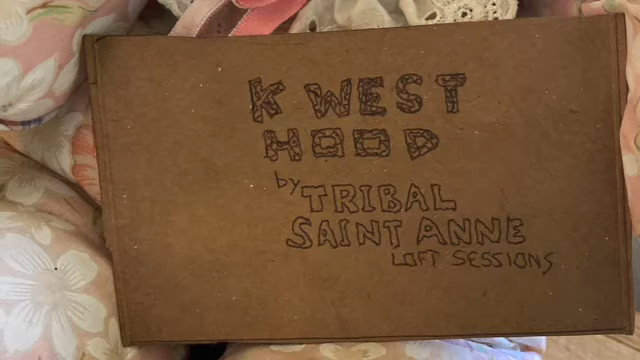 K WEST
HOOD
by TRIBAL
SAINT ANNE
LOFT SESSIONS